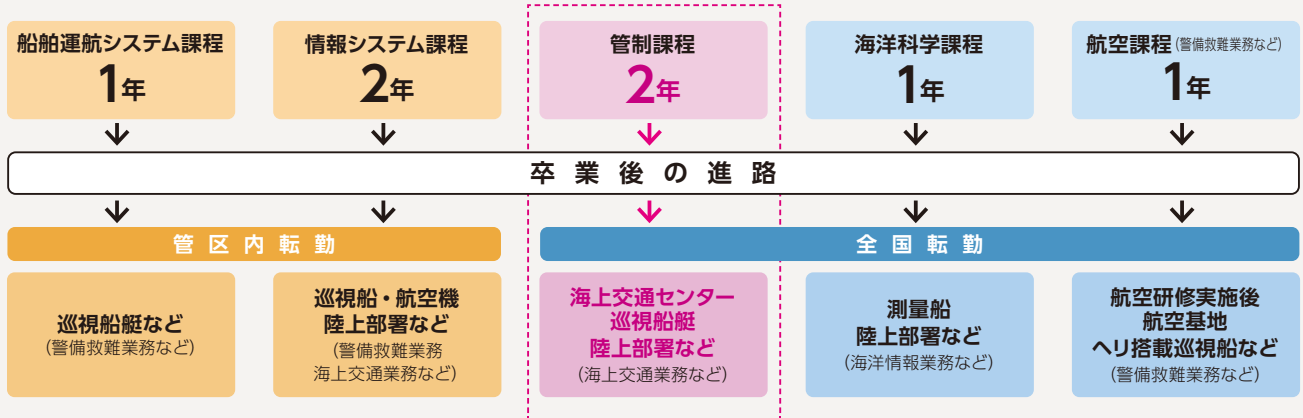 船舶運航システム課程
1年
情報システム課程
2年
管制課程
2年
海洋科学課程
1年
航空課程(警備救難業務など)
1年
卒業後の進路
管区内転勤
全国転勤
巡視船艇など
(警備救難業務など)
巡視船・航空機
陸上部署など
(警備救難業務
海上交通業務など)
海上交通センター
巡視船艇
陸上部署など
(海上交通業務など)
測量船
陸上部署など
(海洋情報業務など)
航空研修実施後
航空基地
ヘリ搭載巡視船など
(警備救難業務など)